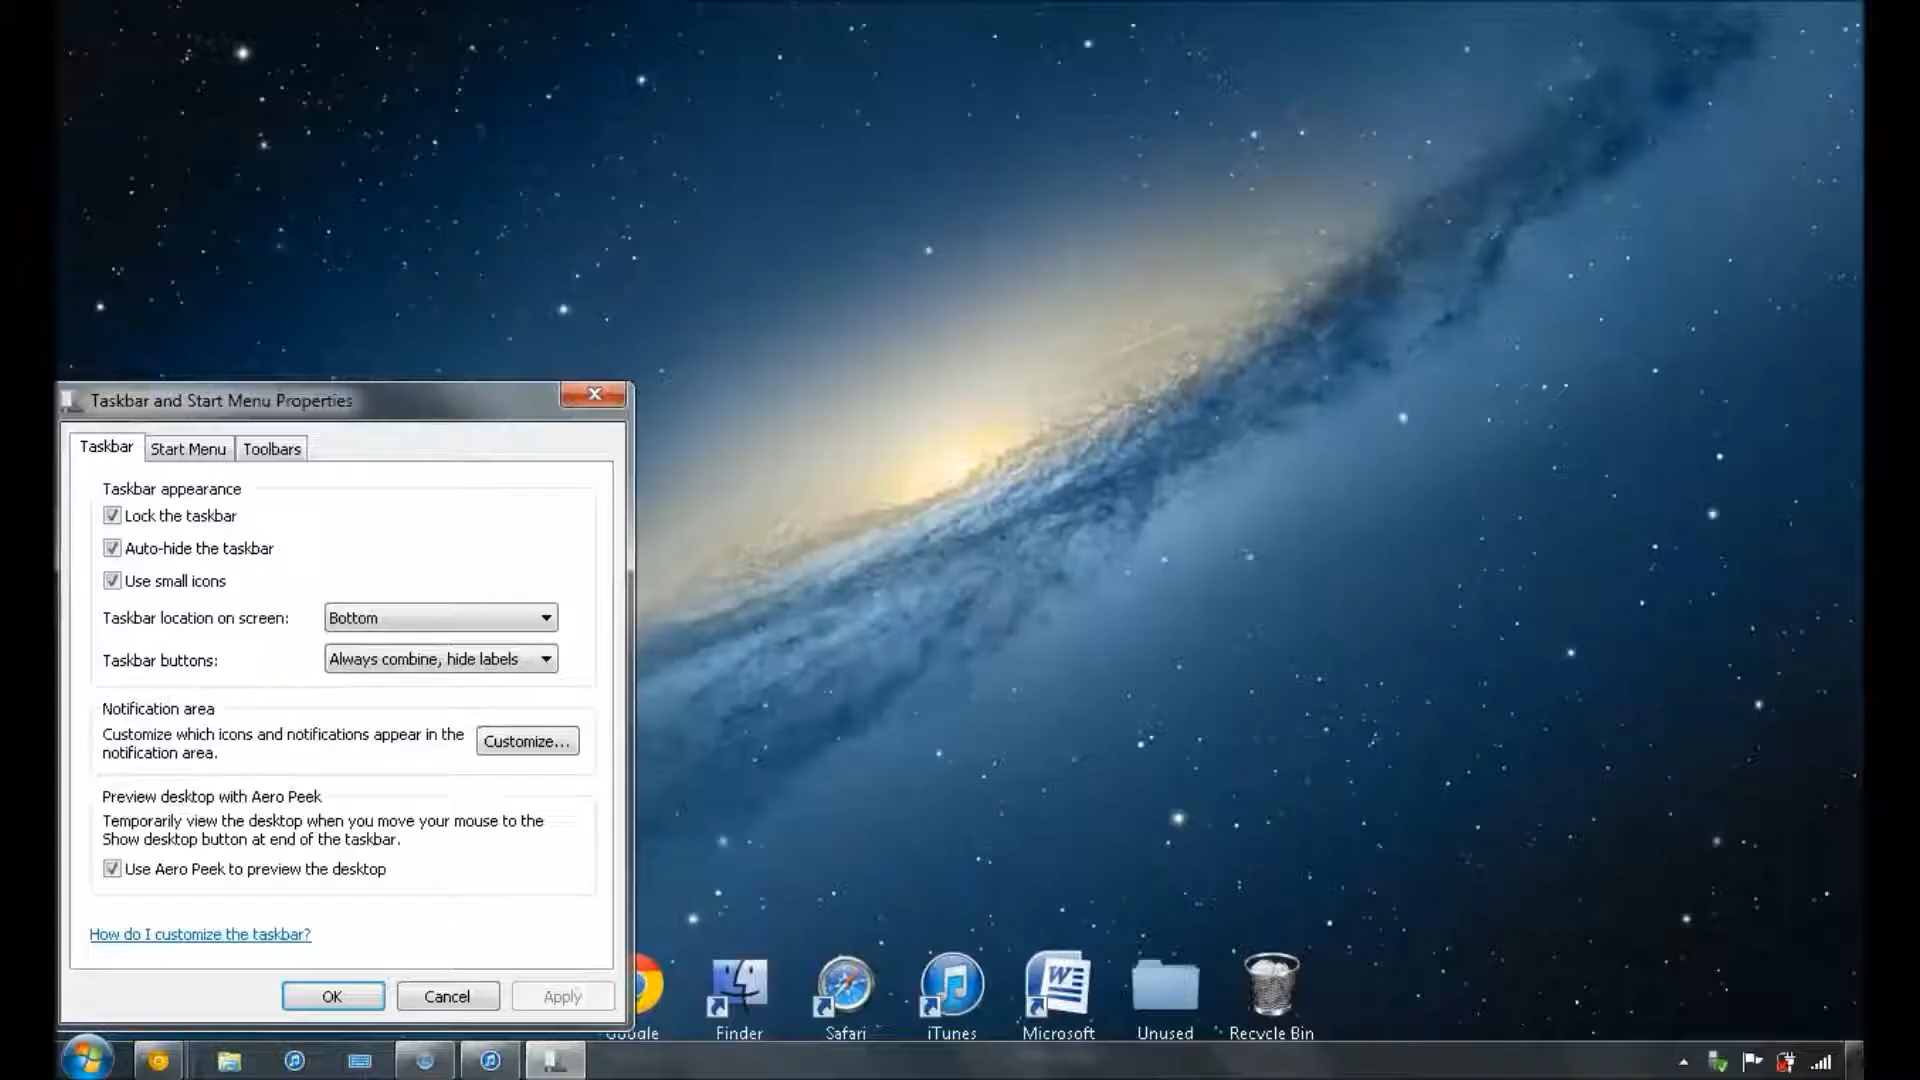 Taskbar and Start Menu Properties
Taskbar
Start Menu
Toolbars
Taskbar appearance
Lock the taskbar
Auto-hide the taskbar
Use small icons
Taskbar location on screen:
Bottom
Taskbar buttons:
Always combine, hide labels
Notification area
Customize which icons and notifications appear in the
notification area.
Customize...
Preview desktop with Aero Peek
Temporarily view the desktop when you move your mouse to the
Show desktop button at end of the taskbar.
Use Aero Peek to preview the desktop
How do I customize the taskbar?
OK
Cancel
Apply
Google
Finder
Safari
iTunes
Microsoft
Unused
Recycle Bin